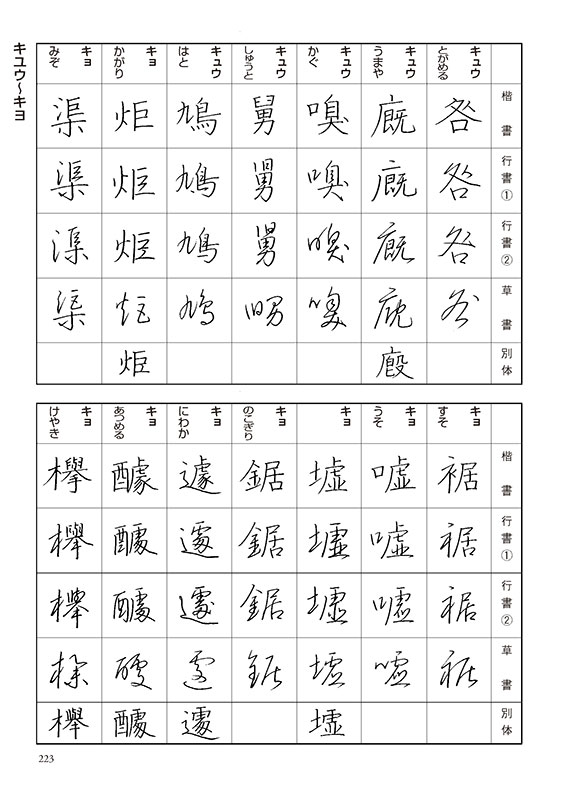 キュウ～キョ
楷書 行書① 行書② 草書 別体
キュウ とがめる 咎 咎 咎 咎
キュウ うまや 廐 廐 廐 廐 廏
キュウ かぐ 嗅 嗅 嗅 嗅
キュウ しゅうと 舅 舅 舅 舅
キュウ はと 鳩 鳩 鳩 鳩
キョ かがり 炬 炬 炬 炬 炬
キョ みぞ 渠 渠 渠 渠
楷書 行書① 行書② 草書 別体
キョ すそ 裾 裾 裾 裾
キョ うそ 嘘 嘘 嘘 嘘
キョ 墟 墟 墟 墟 墟
キョ のこぎり 鋸 鋸 鋸 鋸
キョ にわか 遽 遽 遽 遽 遽
キョ あつめる 醵 醵 醵 醵 醵
キョ けやき 欅 欅 欅 欅 欅
223